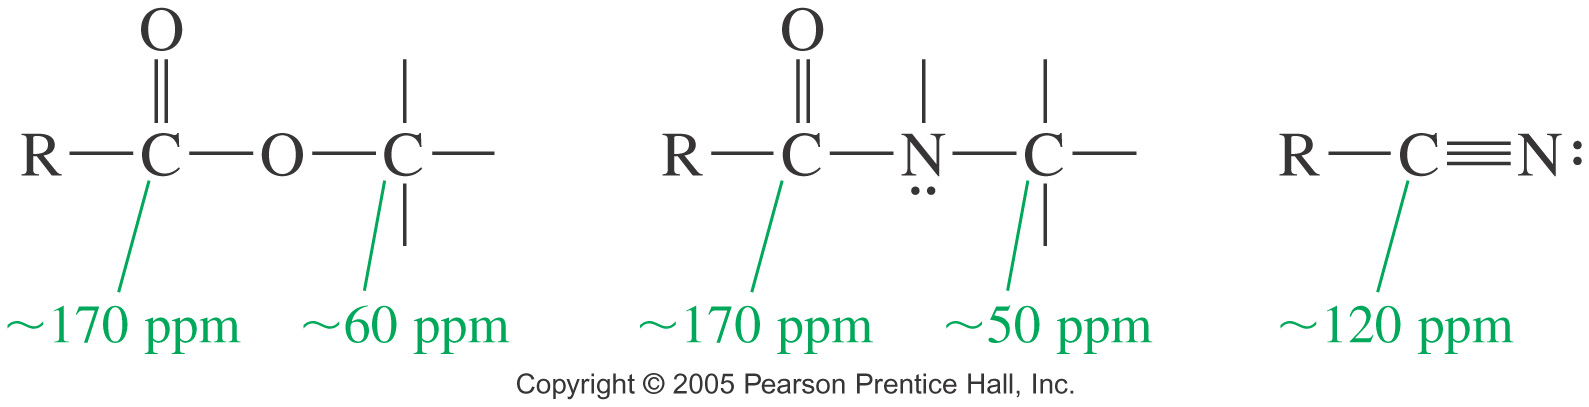 O O
R C O C R C N C R C N:
~170 ppm ~60 ppm ~170 ppm ~50 ppm ~120 ppm
Copyright © 2005 Pearson Prentice Hall, Inc.